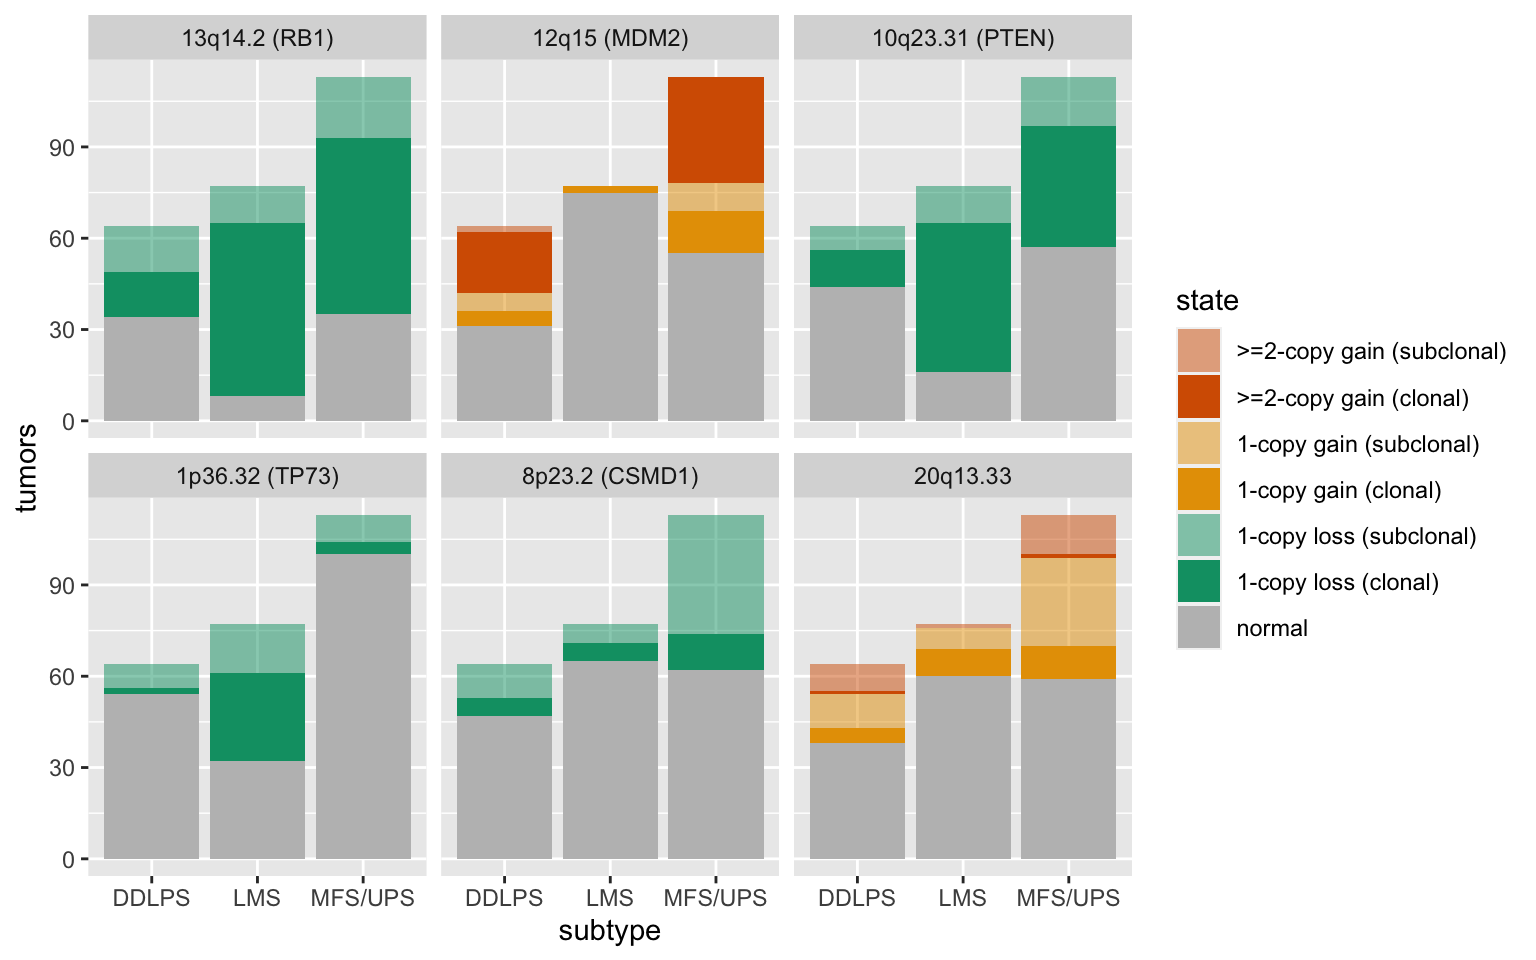 13q14.2 (RB1)
12q15 (MDM2)
10q23.31 (PTEN)
90
60
30
0
1p36.32 (TP73)
8p23.2 (CSMD1)
20q13.33
90
60
30
0
DDLPS
LMS
MFS/UPS
DDLPS
LMS
MFS/UPS
DDLPS
LMS
MFS/UPS
subtype
tumors
state
>=2-copy gain (subclonal)
>=2-copy gain (clonal)
1-copy gain (subclonal)
1-copy gain (clonal)
1-copy loss (subclonal)
1-copy loss (clonal)
normal